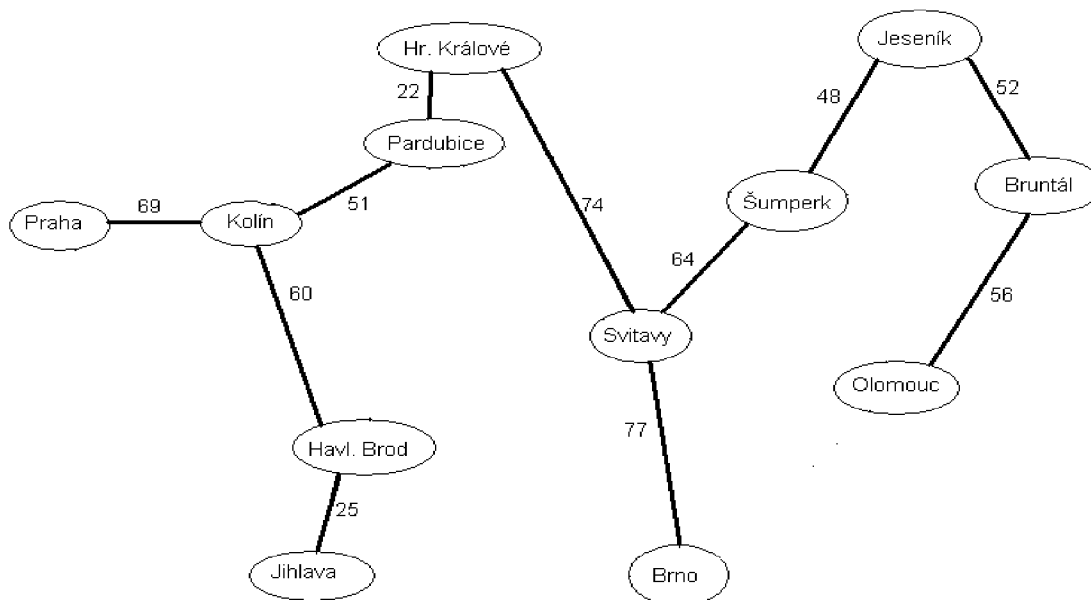 Hr. Králové
Jeseník
22
48
52
Pardubice
Bruntál
Šumperk
69
51
74
Praha
Kolín
64
60
56
Svitavy
Olomouc
77
Havl. Brod
25
Jihlava
Brno